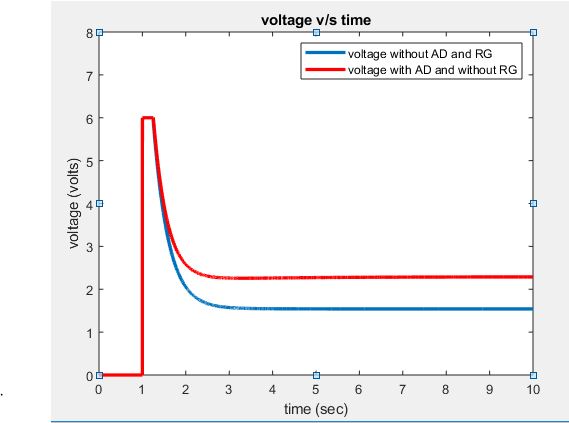 voltage v/s time
8
7
6
5
4
3
2
1
0
voltage (volts)
voltage without AD and RG
voltage with AD and without RG
0 1 2 3 4 5 6 7 8 9 10
time (sec)
.